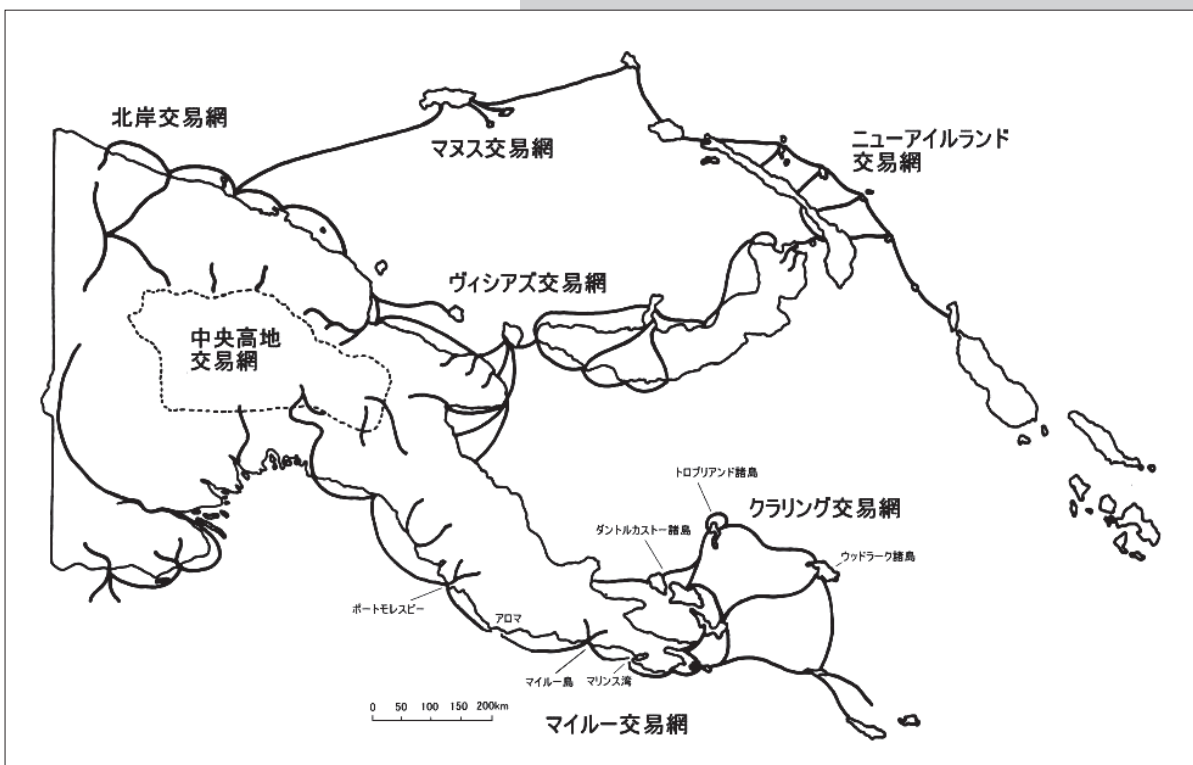 北岸交易網
マヌス交易網
ニューアイルランド
交易網
ヴィシアズ交易網
中央高地
交易網
トロブリアンド諸島
クラリング交易網
ダントルカストー諸島
ウッドラーク諸島
ポートモレスビー
アロマ
マイルー島
マリンス湾
0 50 100 150 200km
マイルー交易網